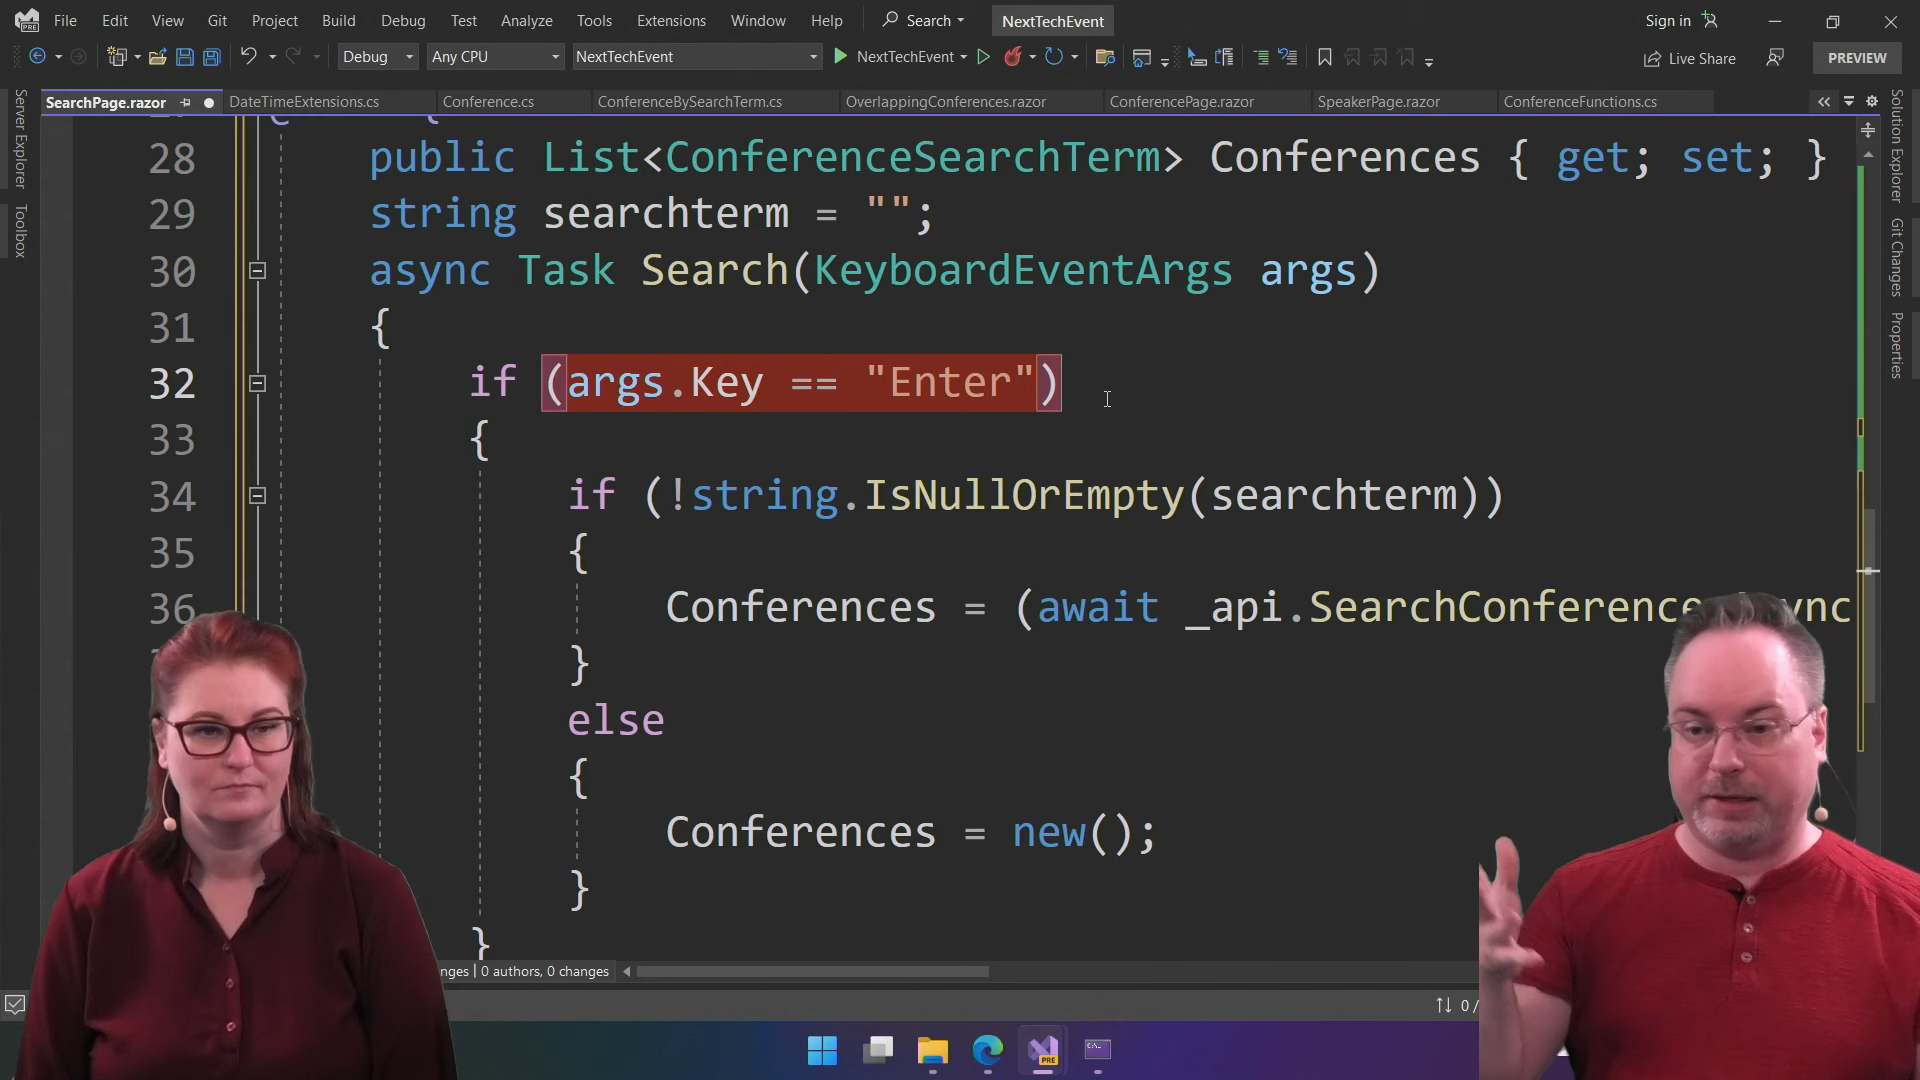 File Edit View Git Project Build Debug Test Analyze Tools Extensions Window Help Search NextTechEvent Sign in
Debug Any CPU NextTechEvent NextTechEvent Live Share PREVIEW
SearchPage.razor DateTimeExtensions.cs Conference.cs ConferenceBySearchTerm.cs OverlappingConferences.razor ConferencePage.razor SpeakerPage.razor ConferenceFunctions.cs
Server Explorer
Toolbox
Solution Explorer
Git Changes
Properties
28 public List<ConferenceSearchTerm> Conferences { get; set; }
29 string searchterm = "";
30 async Task Search(KeyboardEventArgs args)
31 {
32 if (args.Key == "Enter")
33 {
34 if (!string.IsNullOrEmpty(searchterm))
35 {
36 Conferences = (await _api.
}
else
{
Conferences = new();
}
}
0 authors, 0 changes
0 /